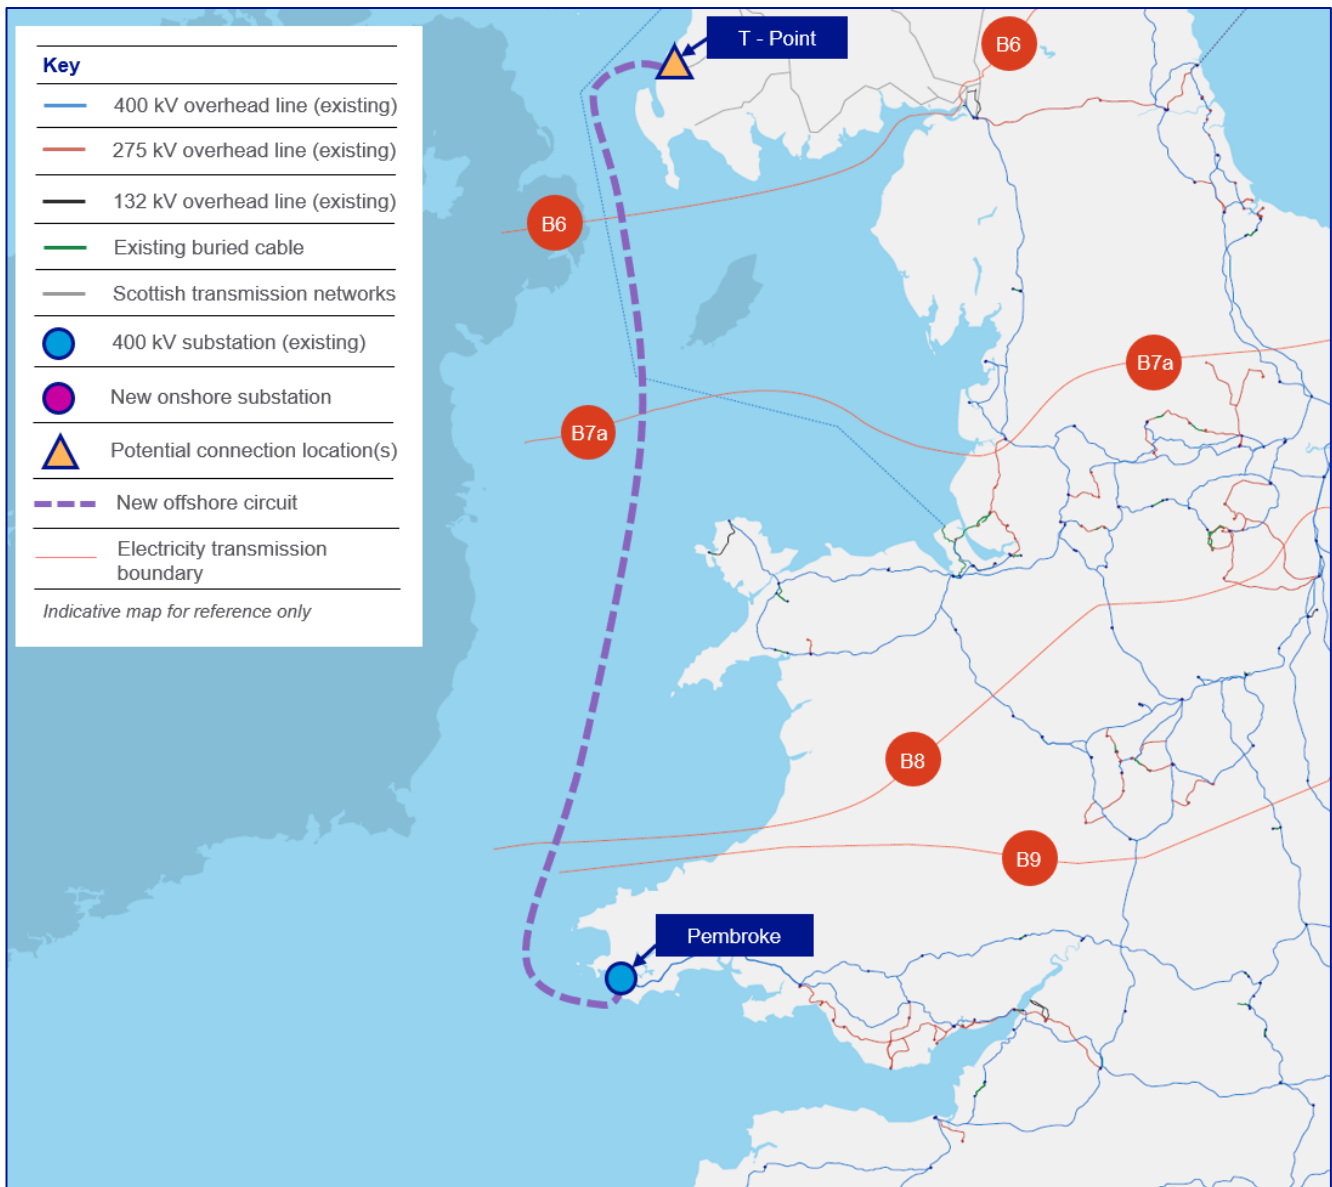 T - Point
B6
Key
400 kV overhead line (existing)
275 kV overhead line (existing)
132 kV overhead line (existing)
Existing buried cable
Scottish transmission networks
400 kV substation (existing)
New onshore substation
Potential connection location(s)
New offshore circuit
Electricity transmission
boundary
Indicative map for reference only
B6
B7a
B7a
B8
B9
Pembroke